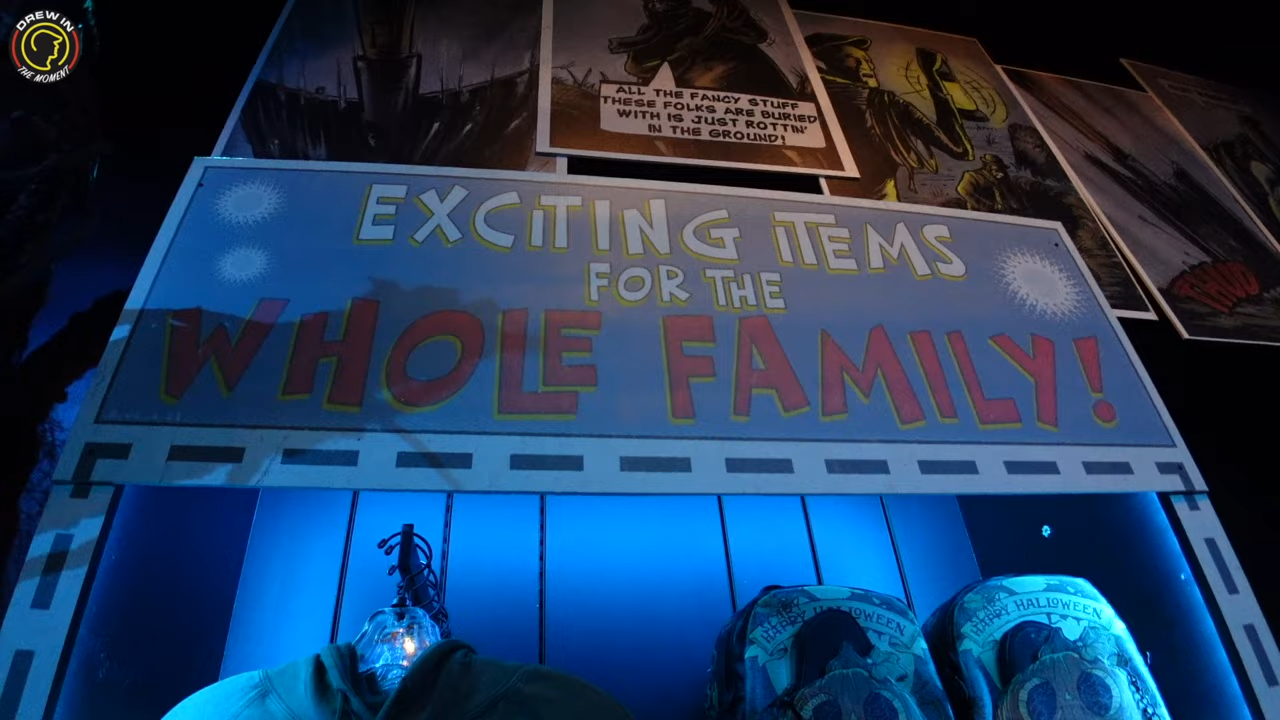 DREW IN
THE MOMENT
ALL THE FANCY STUFF
THESE FOLKS ARE BURIED
WITH IS JUST ROTTIN'
IN THE GROUND!
EXCITING ITEMS
FOR THE
WHOLE FAMILY!
THUD
HAPPY HALLOWEEN
HAPPY HALLOWEEN